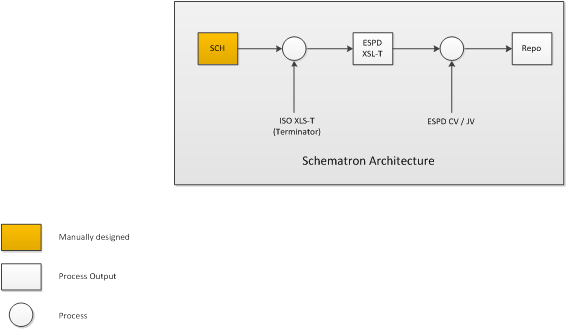 SCH
ESPD
XSL-T
Repo
ISO XLS-T
(Terminator)
ESPD CV / JV
Schematron Architecture
Manually designed
Process Output
Process